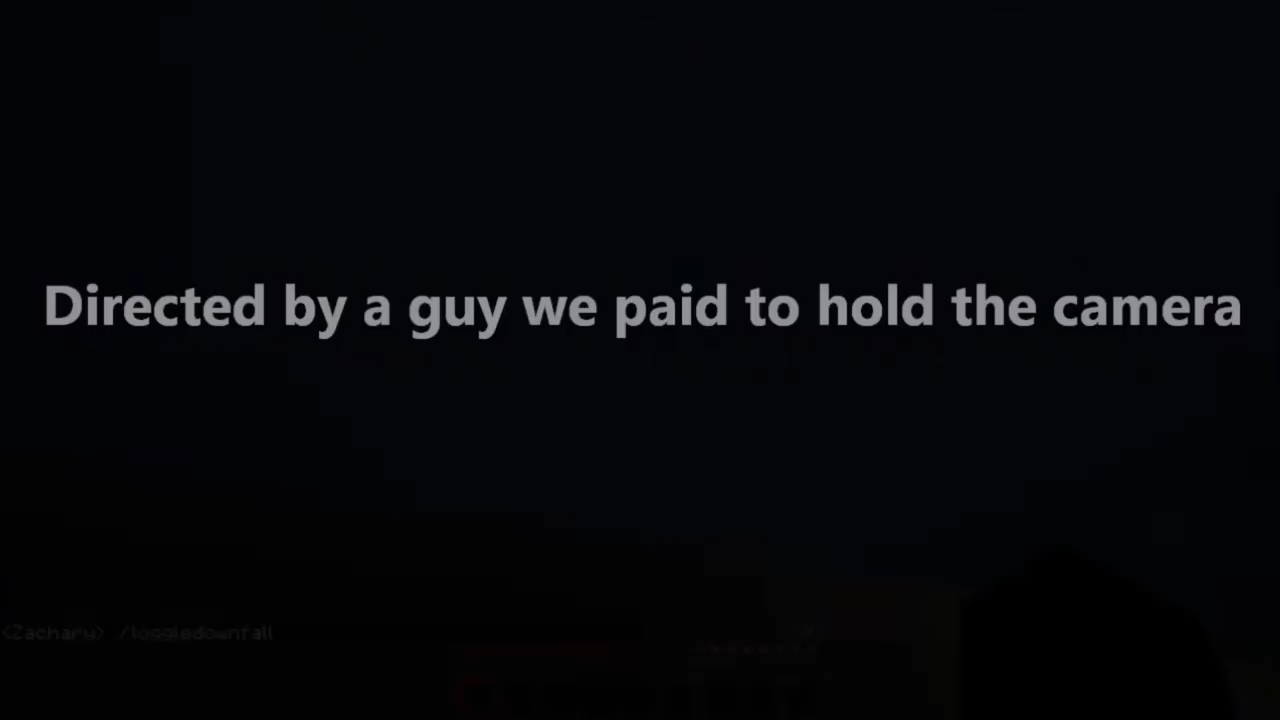 Directed by a guy we paid to hold the camera
<Zachary> /toggledownfall